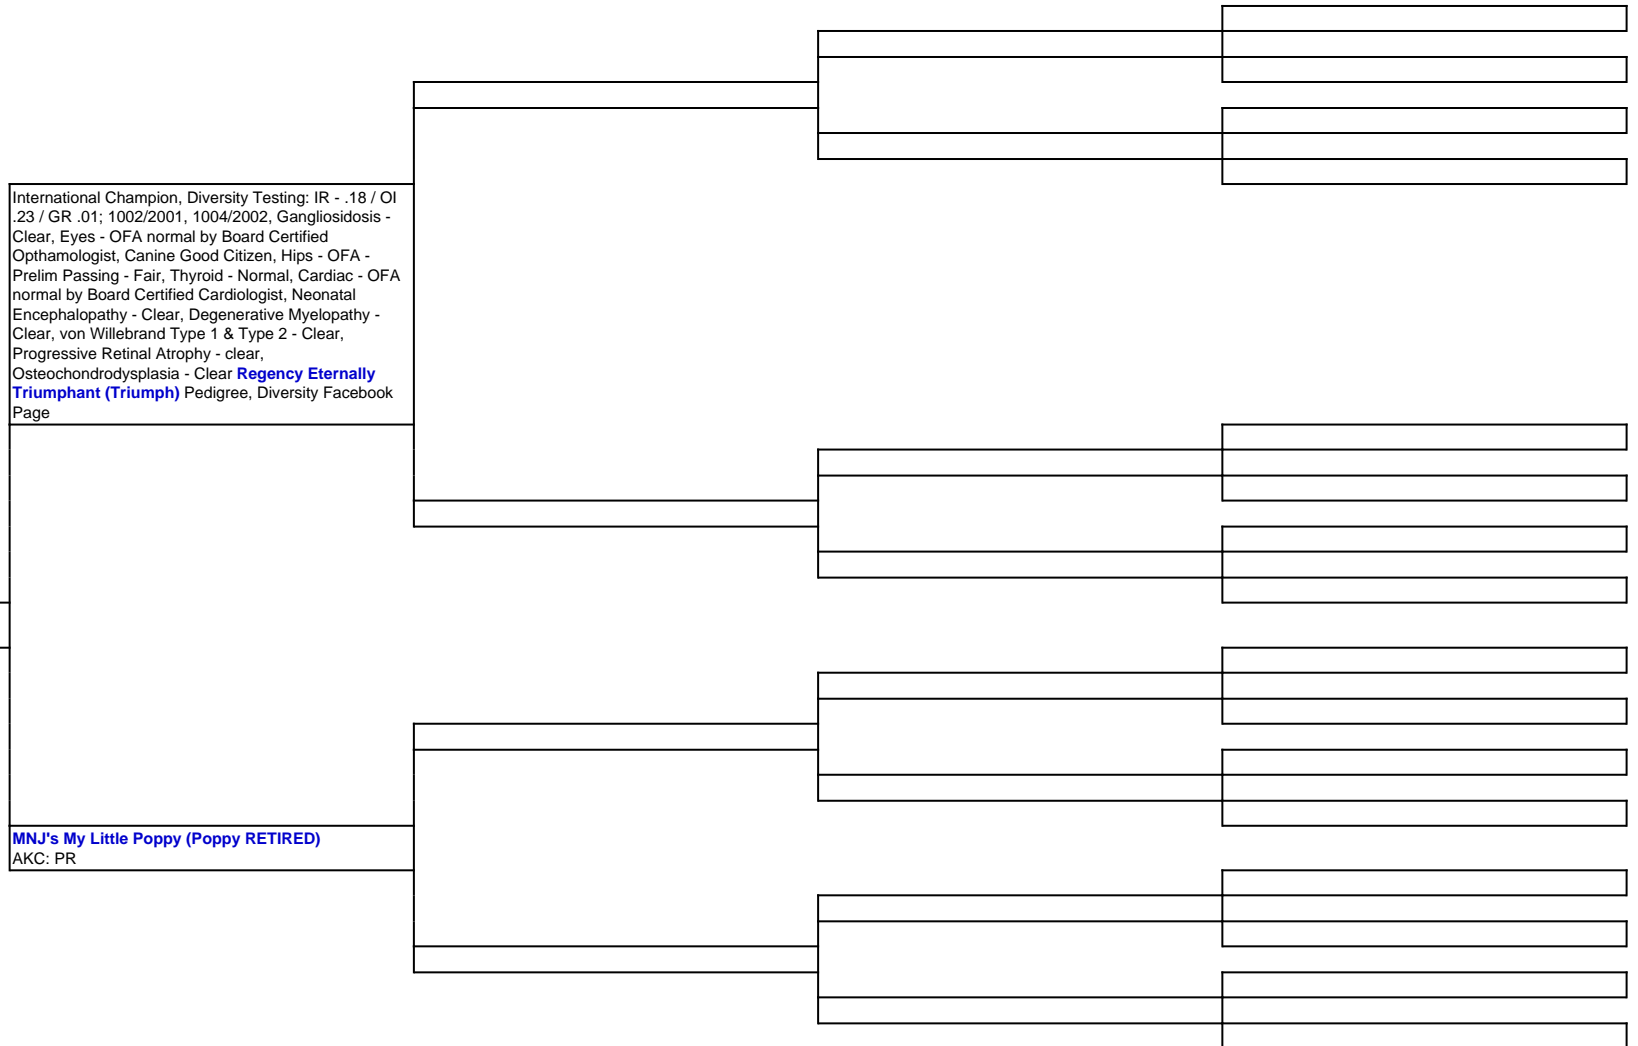 International Champion, Diversity Testing: IR - .18 / OI
.23 / GR .01; 1002/2001, 1004/2002, Gangliosidosis -
Clear, Eyes - OFA normal by Board Certified
Opthamologist, Canine Good Citizen, Hips - OFA -
Prelim Passing - Fair, Thyroid - Normal, Cardiac - OFA
normal by Board Certified Cardiologist, Neonatal
Encephalopathy - Clear, Degenerative Myelopathy -
Clear, von Willebrand Type 1 & Type 2 - Clear,
Progressive Retinal Atrophy - clear,
Osteochondrodysplasia - Clear Regency Eternally
Triumphant (Triumph) Pedigree, Diversity Facebook
Page
MNJ's My Little Poppy (Poppy RETIRED)
AKC: PR